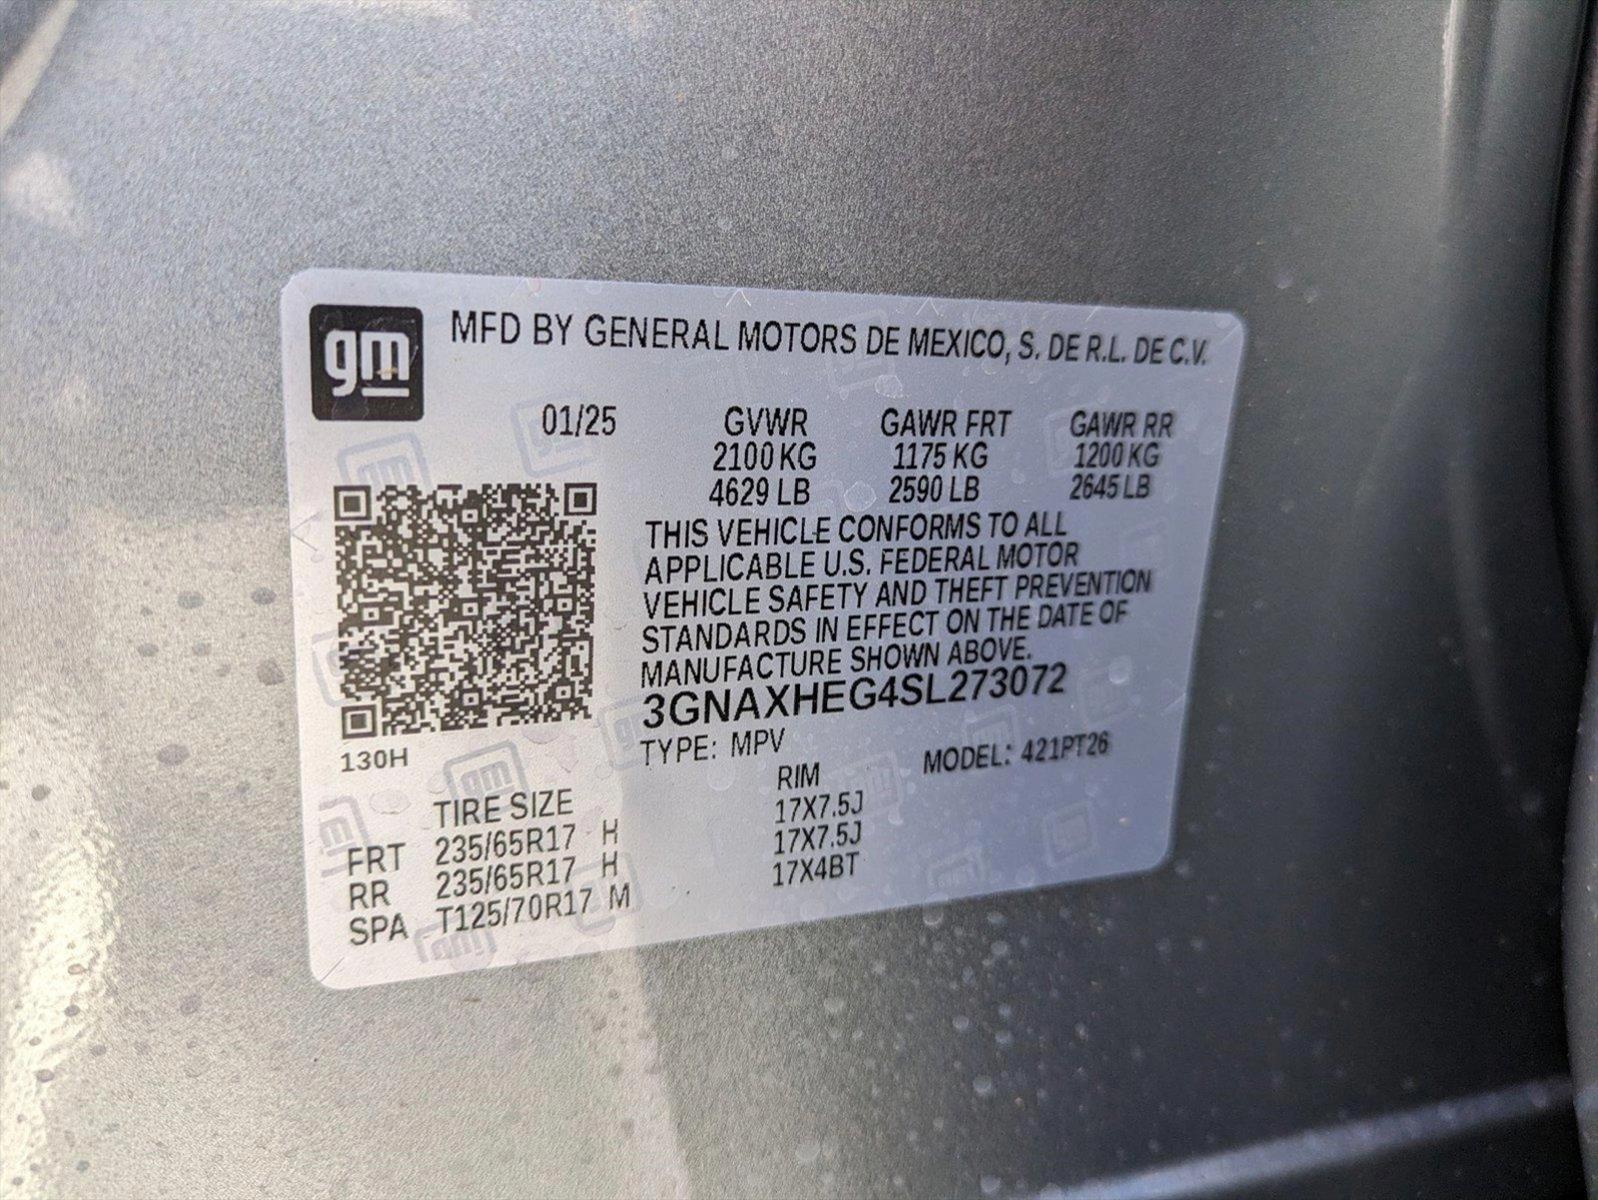 gm
MFD BY GENERAL MOTORS DE MEXICO, S. DE R.L. DE C.V.
01/25 GVWR GAWR FRT GAWR RR
2100 KG 1175 KG 1200 KG
4629 LB 2590 LB 2645 LB
THIS VEHICLE CONFORMS TO ALL
APPLICABLE U.S. FEDERAL MOTOR
VEHICLE SAFETY AND THEFT PREVENTION
STANDARDS IN EFFECT ON THE DATE OF
MANUFACTURE SHOWN ABOVE.
3GNAXHEG4SL273072
TYPE: MPV MODEL: 421PT26
130H
TIRE SIZE RIM
FRT 235/65R17 H 17X7.5J
RR 235/65R17 H 17X7.5J
SPA T125/70R17 M 17X4BT